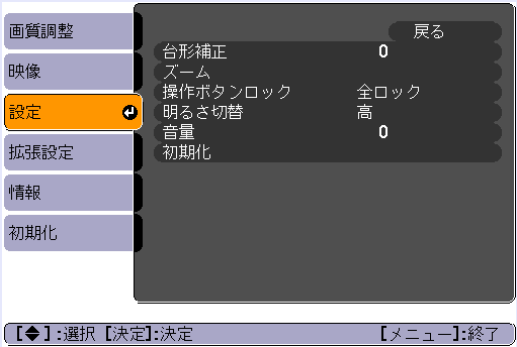 画質調整
映像
設定
拡張設定
情報
初期化
戻る
台形補正 0
ズーム
操作ボタンロック 全ロック
明るさ切替 高
音量 0
初期化
【◆】:選択【決定】:決定 【メニュー】:終了